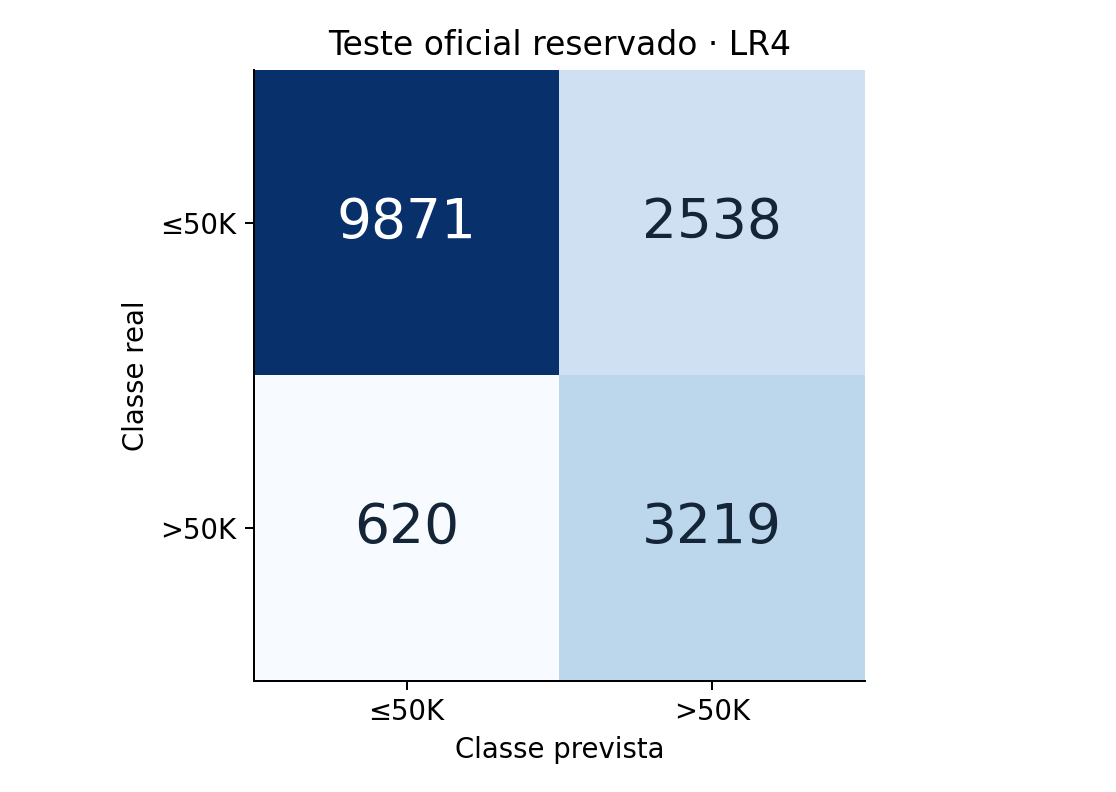 Teste oficial reservado · LR4
≤50K
9871
2538
Classe real
>50K
620
3219
≤50K
>50K
Classe prevista